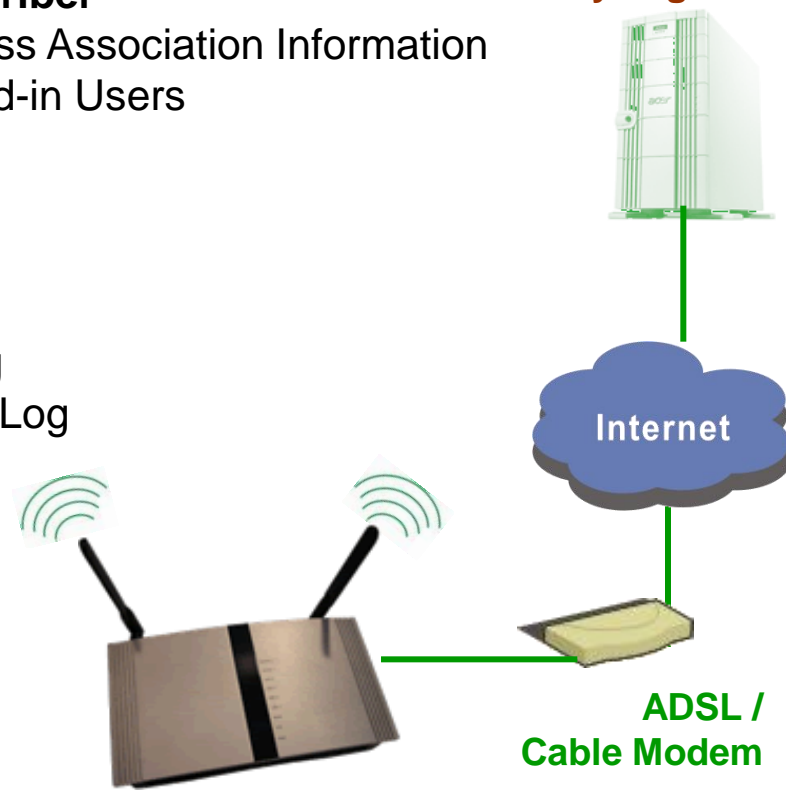 ss Association Information
d-in Users
Log
Internet
ADSL /
Cable Modem